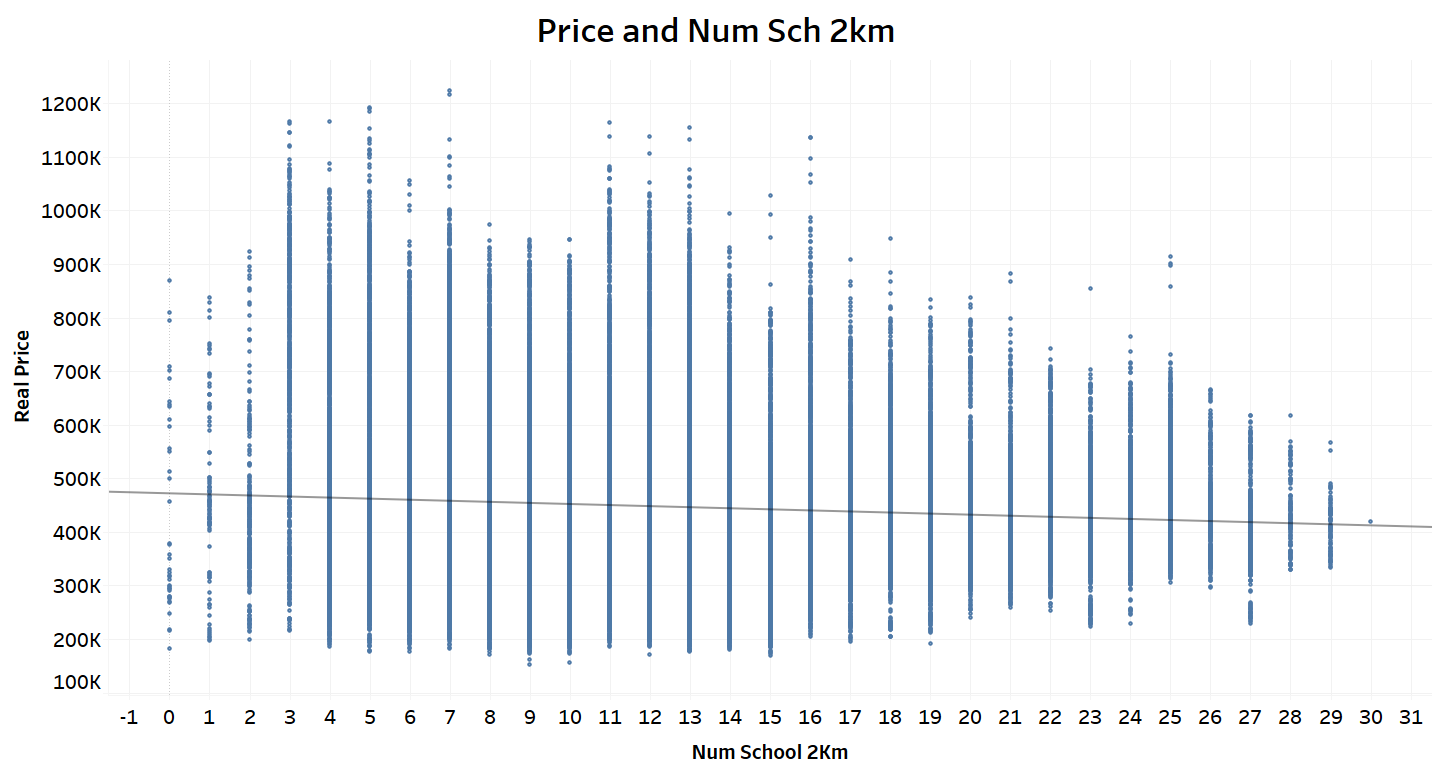 Price and Num Sch 2km
1200K
1100K
1000K
900K
800K
700K
600K
500K
400K
300K
200K
100K
Real Price
-1 0 1 2 3 4 5 6 7 8 9 10 11 12 13 14 15 16 17 18 19 20 21 22 23 24 25 26 27 28 29 30 31
Num School 2Km